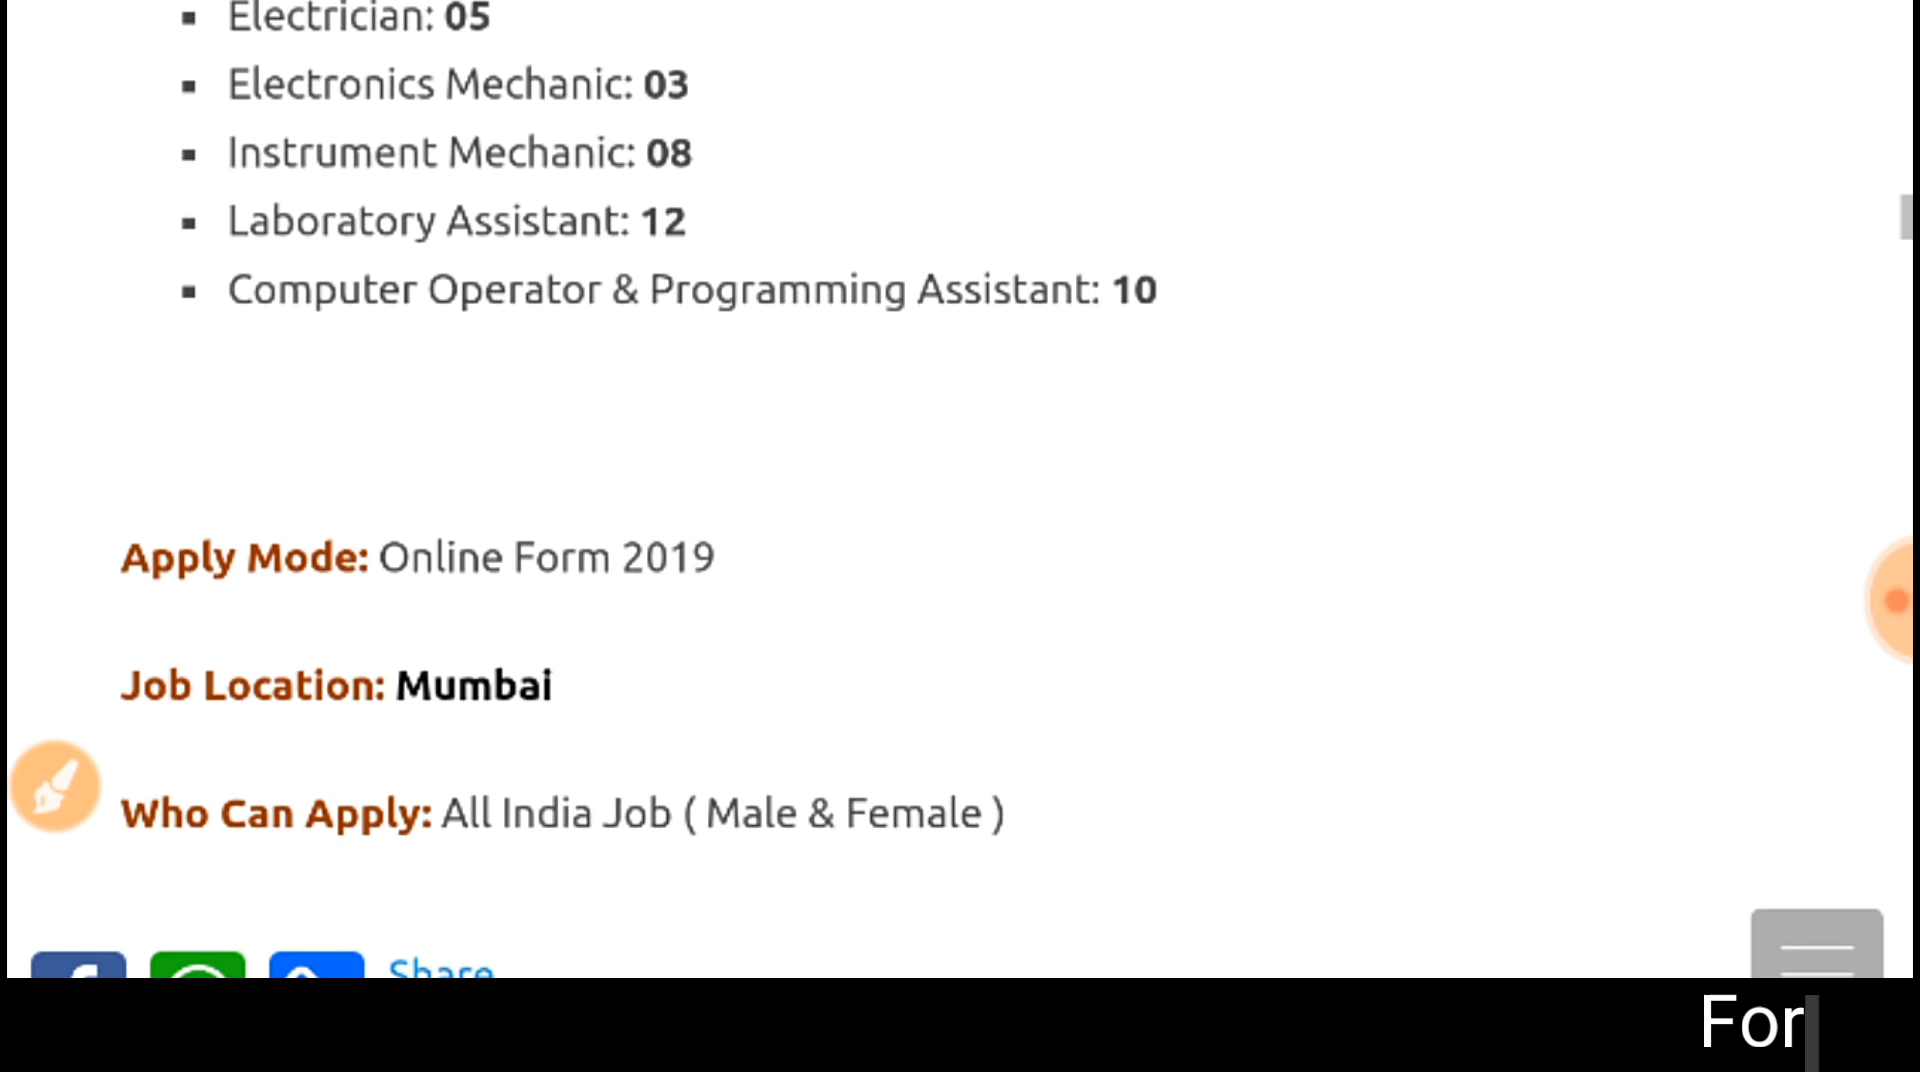 ▪ Electrician: 05
▪ Electronics Mechanic: 03
▪ Instrument Mechanic: 08
▪ Laboratory Assistant: 12
▪ Computer Operator & Programming Assistant: 10
Apply Mode: Online Form 2019
Job Location: Mumbai
Who Can Apply: All India Job ( Male & Female )
Share
For